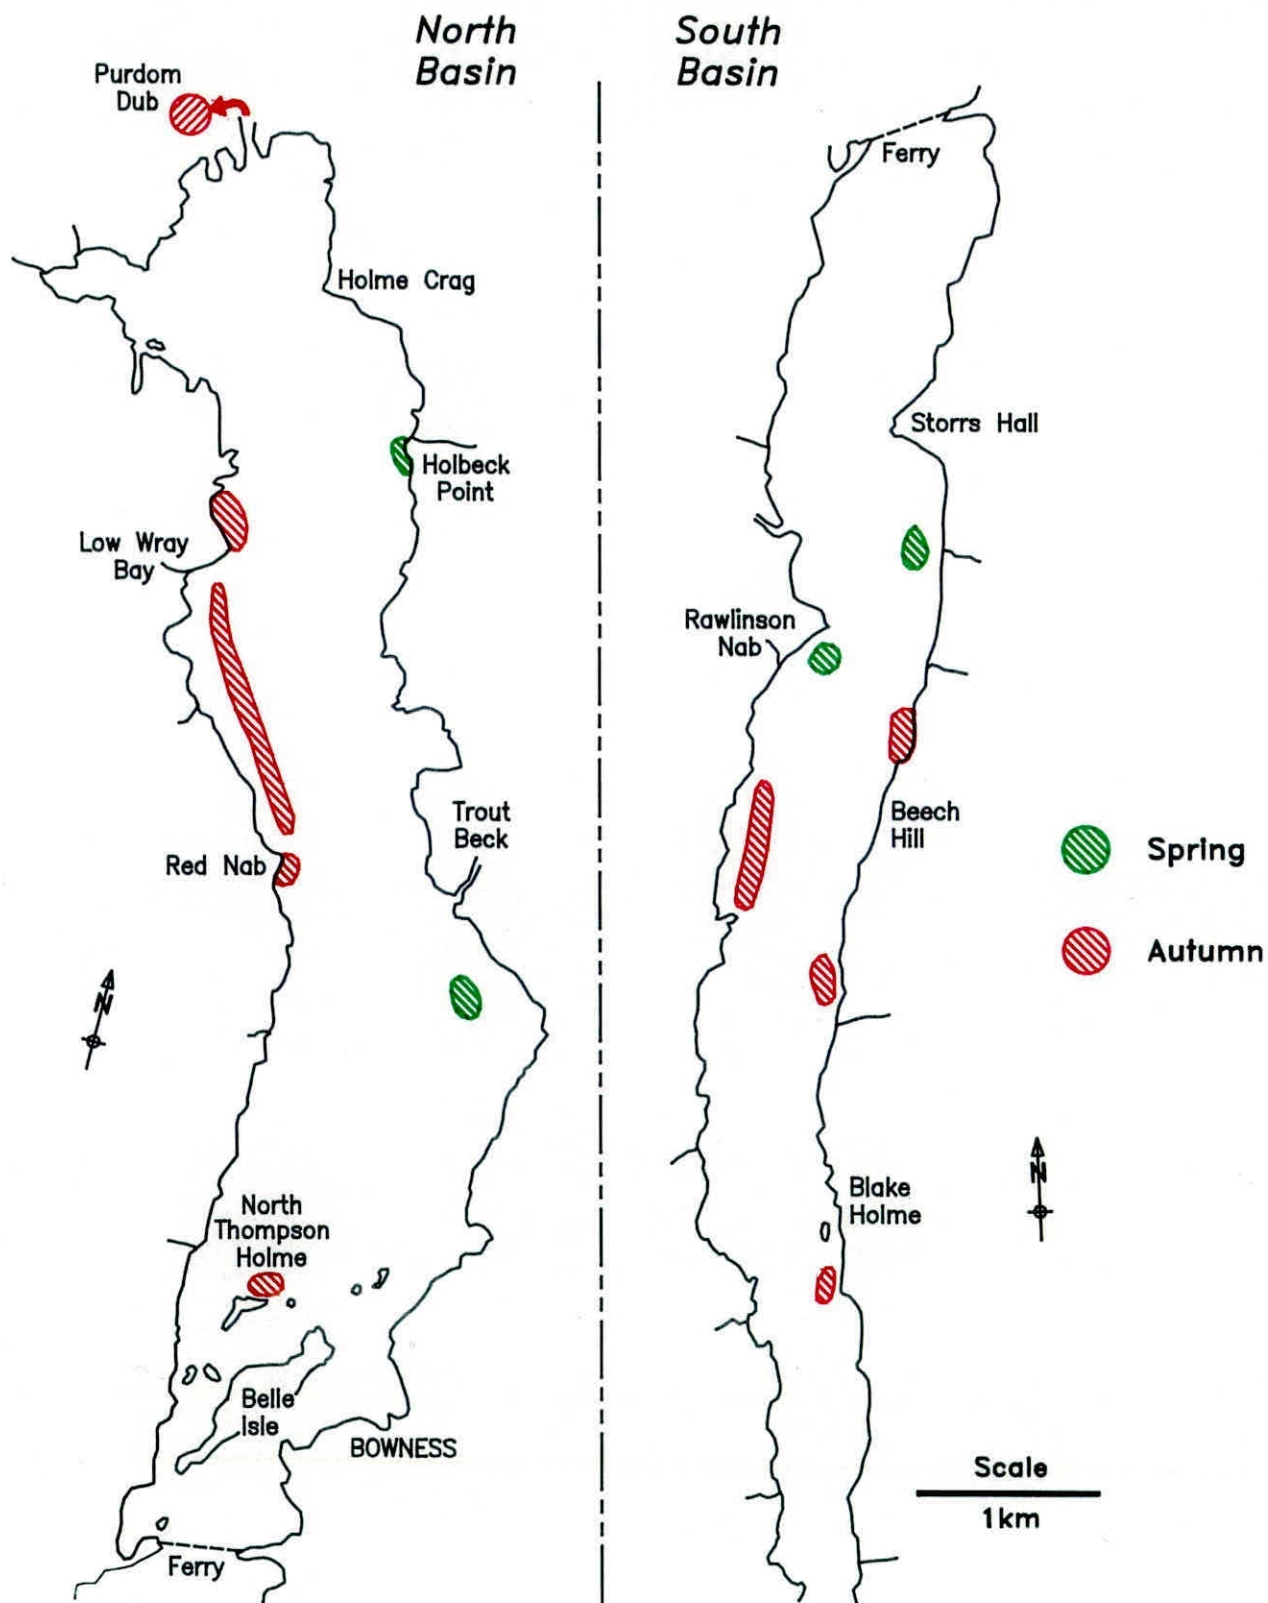 North
Basin
South
Basin
Purdom
Dub
Holme Crag
Holbeck
Point
Low Wray
Bay
Trout
Beck
Red Nab
N
North
Thompson
Holme
Belle
Isle
BOWNESS
Ferry
Ferry
Storrs Hall
Rawlinson
Nab
Beech
Hill
Blake
Holme
Spring
Autumn
N
Scale
1km